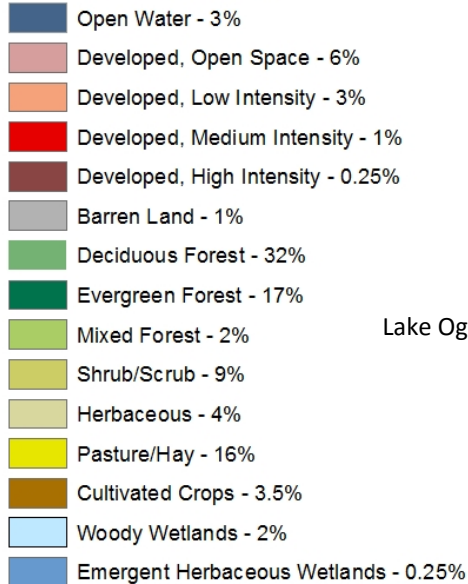 Open Water - 3%
Developed, Open Space - 6%
Developed, Low Intensity - 3%
Developed, Medium Intensity - 1%
Developed, High Intensity - 0.25%
Barren Land - 1%
Deciduous Forest - 32%
Evergreen Forest - 17%
Mixed Forest - 2%
Lake Og
Shrub/Scrub - 9%
Herbaceous - 4%
Pasture/Hay - 16%
Cultivated Crops - 3.5%
Woody Wetlands - 2%
Emergent Herbaceous Wetlands - 0.25%